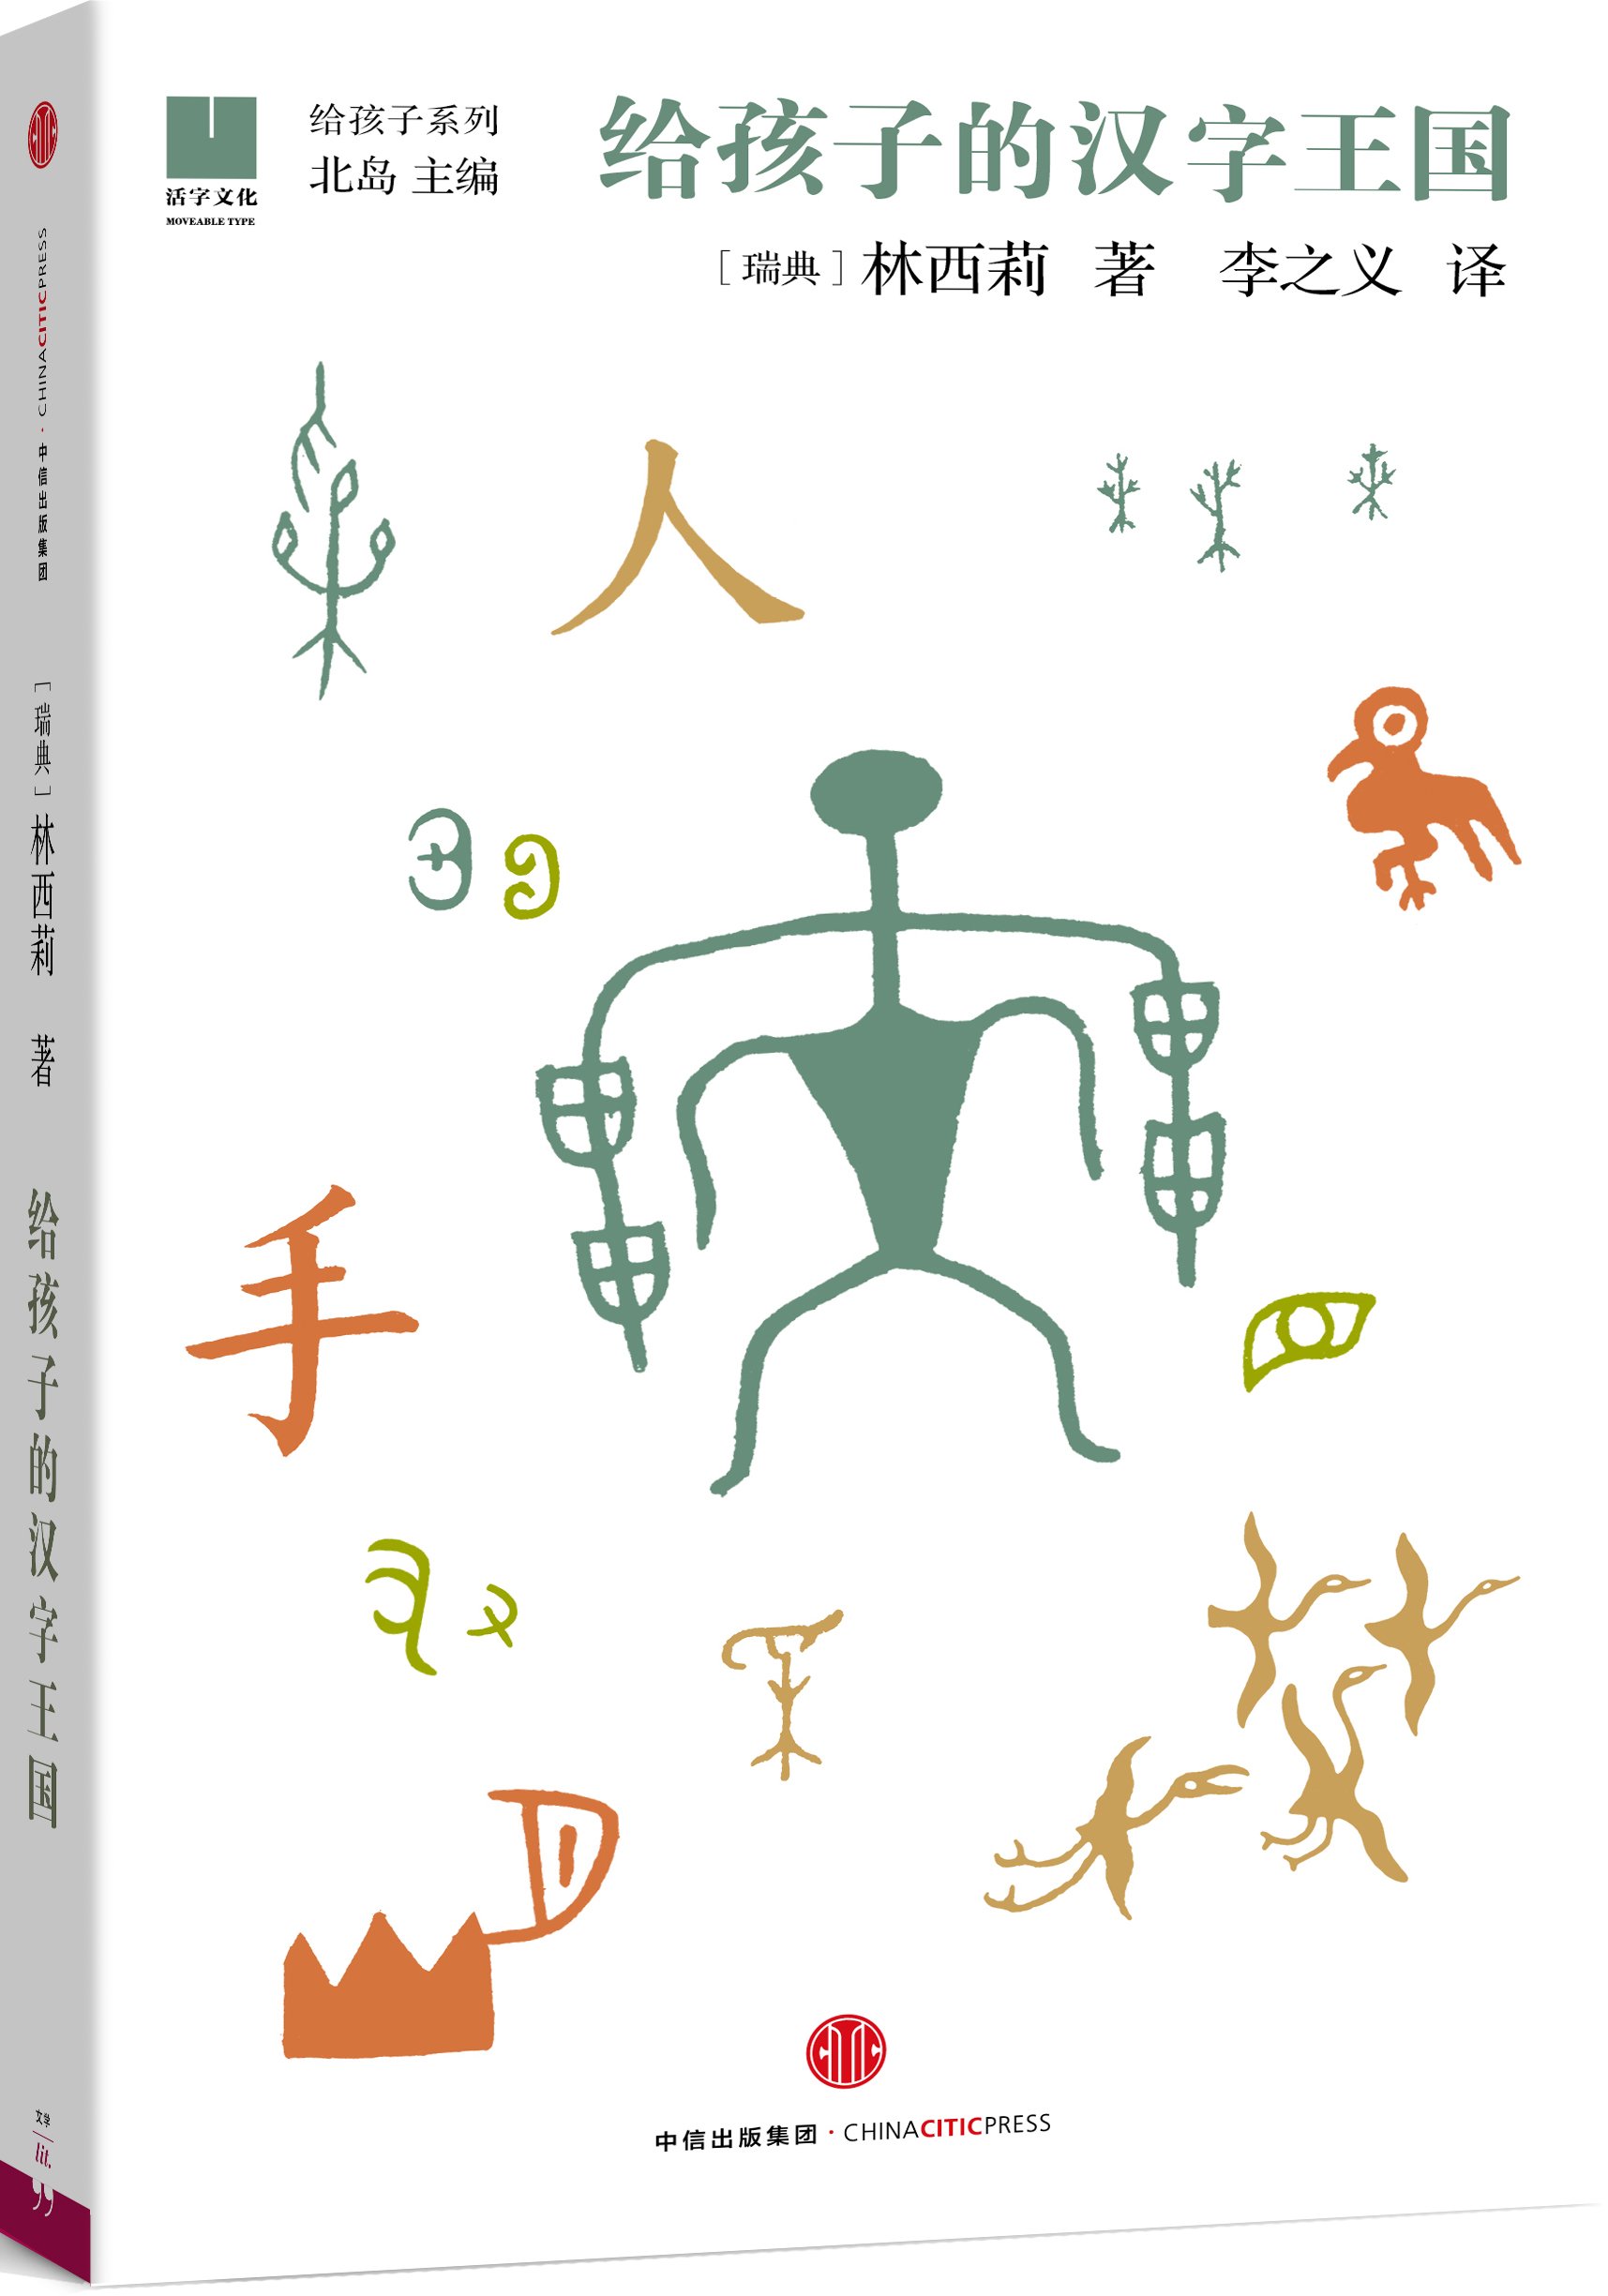 给孩子系列
北岛 主编
活字文化
MOVEABLE TYPE
给孩子的汉字王国
[瑞典] 林西莉 著 李之义 译
人
手
中信出版集团·CHINACITICPRESS
CHINACITICPRESS·中信出版集团
[瑞典] 林西莉 著
给孩子的汉字王国
文学
lit.